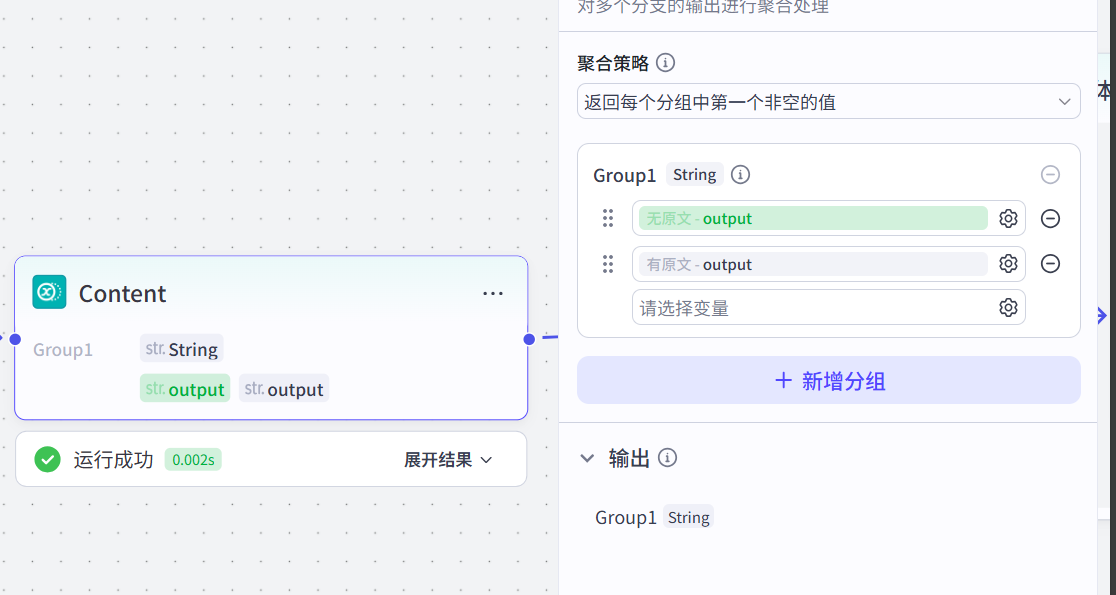 对多个分支的输出进行聚合处理
聚合策略
返回每个分组中第一个非空的值
体
Group1 String
无原文 - output
有原文 - output
请选择变量
Content
Group1 str. String
str. output str. output
新增分组
运行成功 0.002s 展开结果
输出
Group1 String